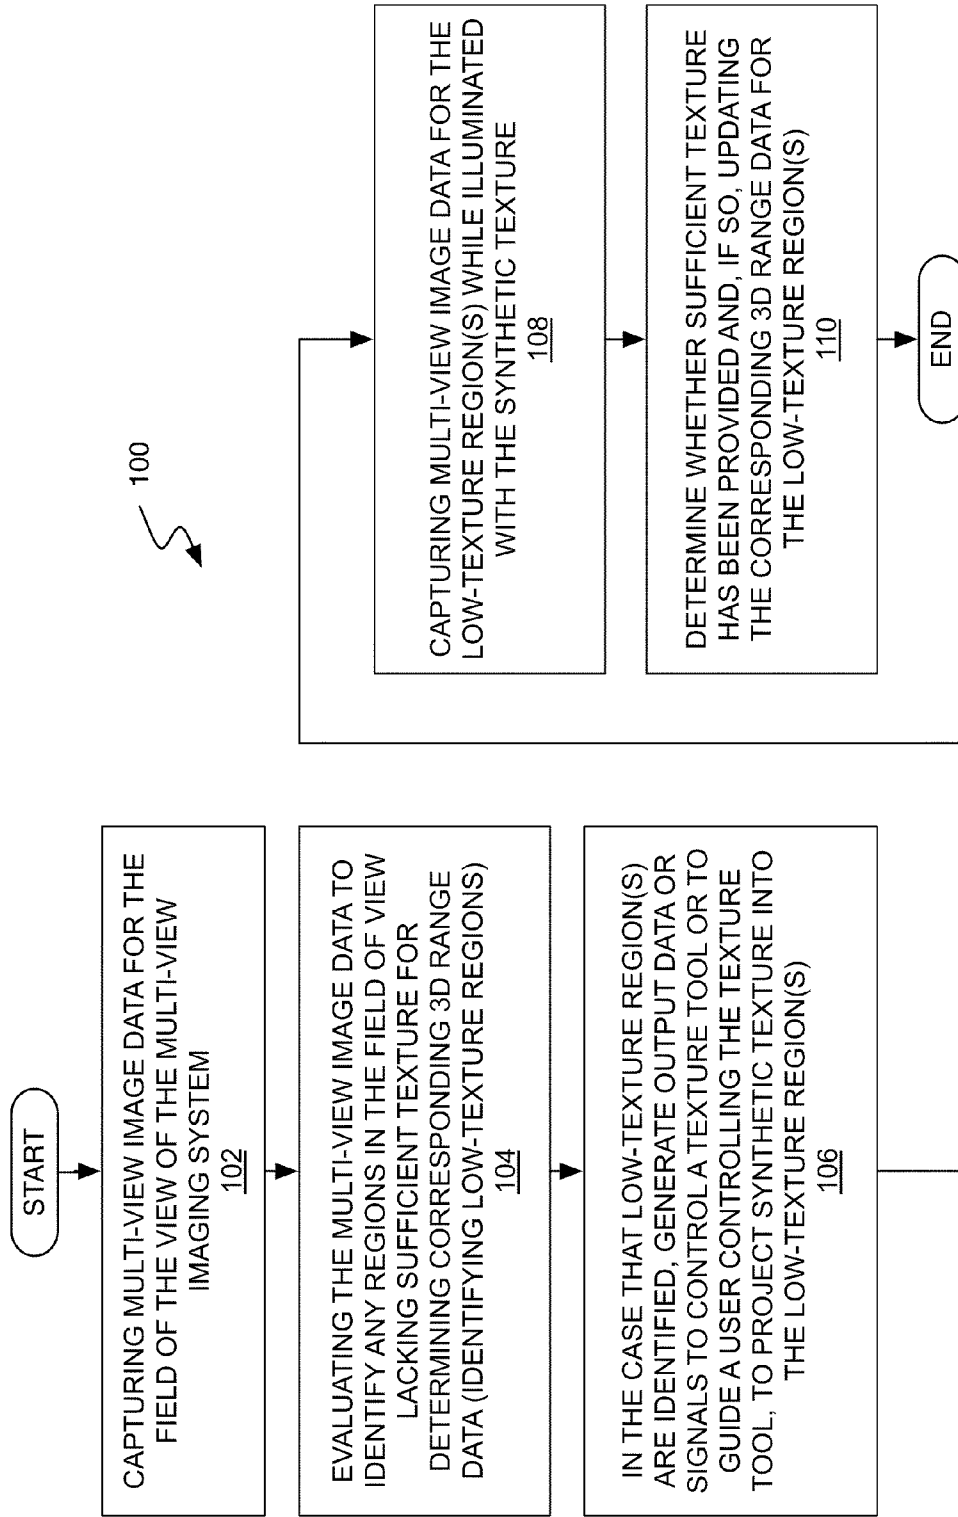 START
CAPTURING MULTI-VIEW IMAGE DATA FOR THE
FIELD OF THE VIEW OF THE MULTI-VIEW
IMAGING SYSTEM
102
EVALUATING THE MULTI-VIEW IMAGE DATA TO
IDENTIFY ANY REGIONS IN THE FIELD OF VIEW
LACKING SUFFICIENT TEXTURE FOR
DETERMINING CORRESPONDING 3D RANGE
DATA (IDENTIFYING LOW-TEXTURE REGIONS)
104
IN THE CASE THAT LOW-TEXTURE REGION(S)
ARE IDENTIFIED, GENERATE OUTPUT DATA OR
SIGNALS TO CONTROL A TEXTURE TOOL OR TO
GUIDE A USER CONTROLLING THE TEXTURE
TOOL, TO PROJECT SYNTHETIC TEXTURE INTO
THE LOW-TEXTURE REGION(S)
106
100
CAPTURING MULTI-VIEW IMAGE DATA FOR THE
LOW-TEXTURE REGION(S) WHILE ILLUMINATED
WITH THE SYNTHETIC TEXTURE
108
DETERMINE WHETHER SUFFICIENT TEXTURE
HAS BEEN PROVIDED AND, IF SO, UPDATING
THE CORRESPONDING 3D RANGE DATA FOR
THE LOW-TEXTURE REGION(S)
110
END